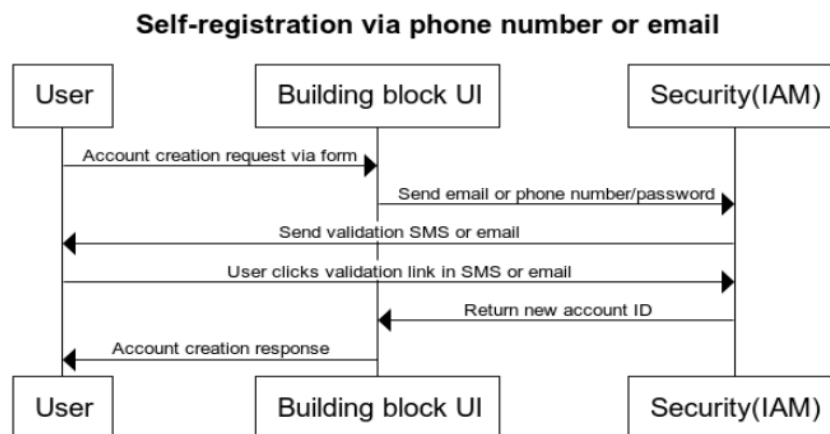 Self-registration via phone number or email
User
Building block UI
Security(IAM)
Account creation request via form
Send email or phone number/password
Send validation SMS or email
User clicks validation link in SMS or email
Return new account ID
Account creation response
User
Building block UI
Security(IAM)